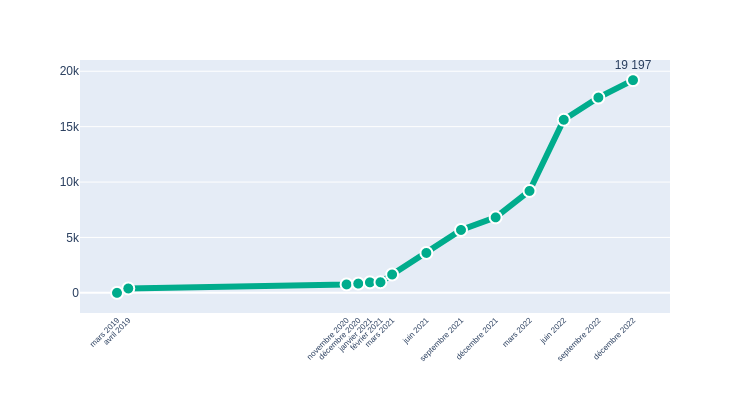 19 197
20k
15k
10k
5k
0
mars 2019
avril 2019
novembre 2020
décembre 2020
janvier 2021
février 2021
mars 2021
juin 2021
septembre 2021
décembre 2021
mars 2022
juin 2022
septembre 2022
décembre 2022